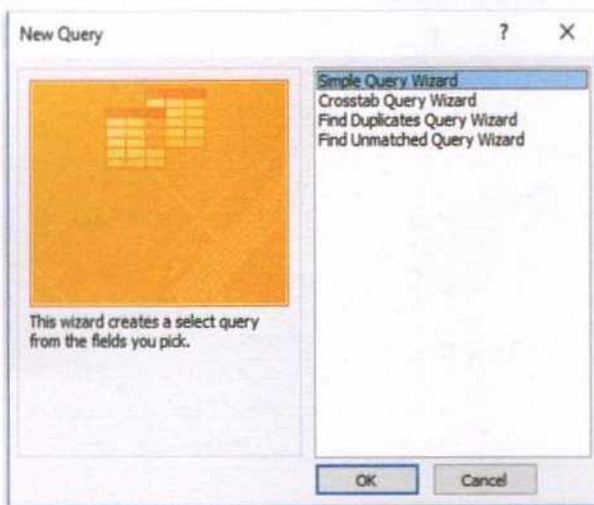 New Query
?
X
Simple Query Wizard
Crosstab Query Wizard
Find Duplicates Query Wizard
Find Unmatched Query Wizard
This wizard creates a select query
from the fields you pick.
OK
Cancel